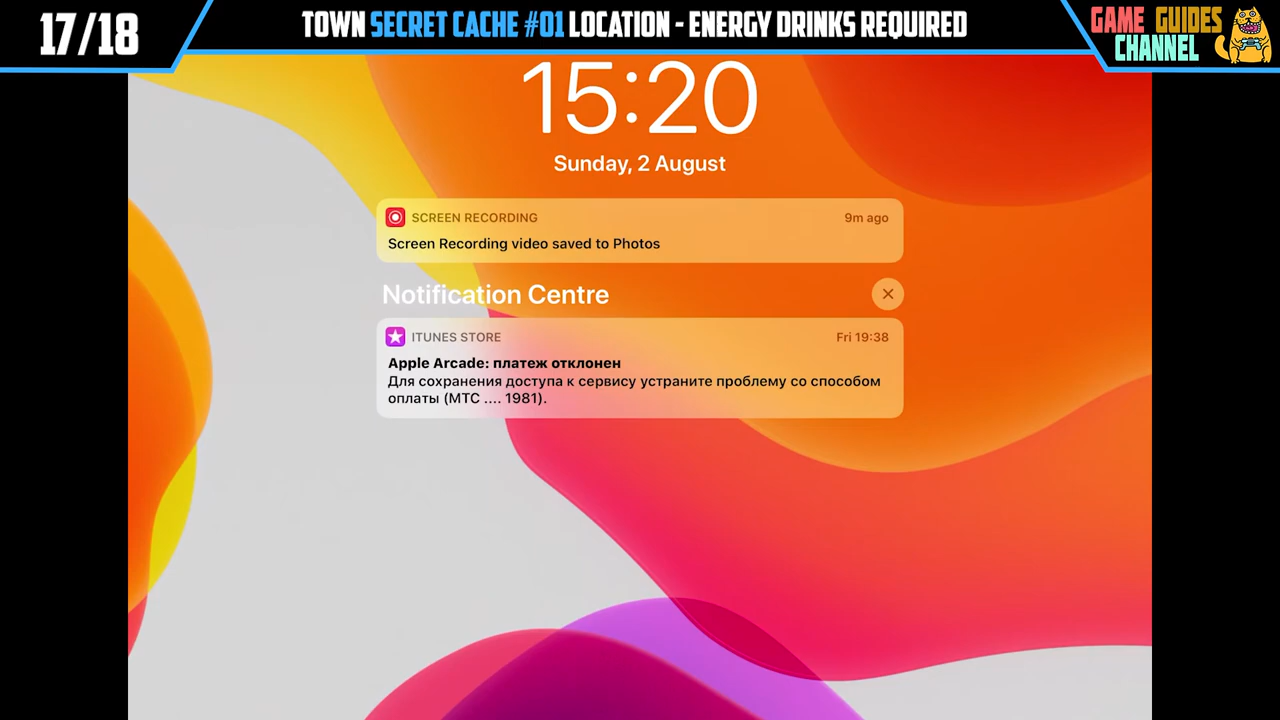 17/18
TOWN SECRET CACHE #01 LOCATION - ENERGY DRINKS REQUIRED
GAME GUIDES
CHANNEL
15:20
Sunday, 2 August
SCREEN RECORDING 9m ago
Screen Recording video saved to Photos
Notification Centre
ITUNES STORE Fri 19:38
Apple Arcade: платеж отклонен
Для сохранения доступа к сервису устраните проблему со способом
оплаты (МТС .... 1981).